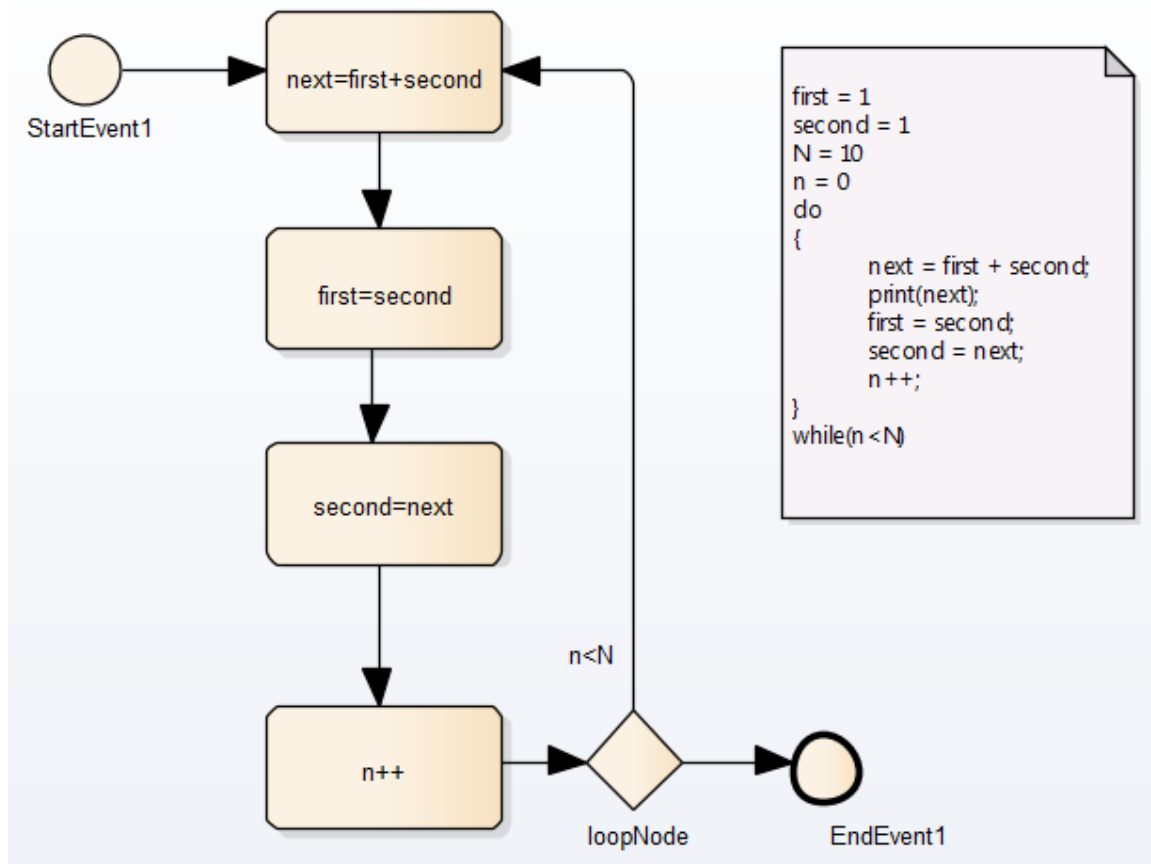 next=first+second
StartEvent1
first=second
second=next
n<N
n++
loopNode
EndEvent1
first = 1
second = 1
N = 10
n = 0
do
{
next = first + second;
print(next);
first = second;
second = next;
n++;
}
while(n<N)